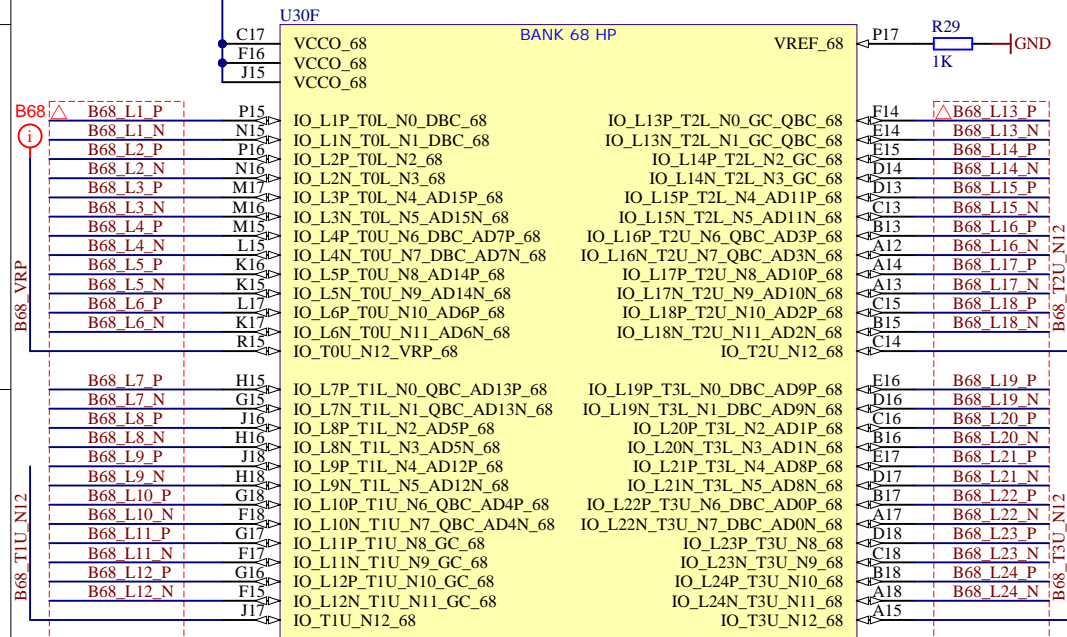 U30F
BANK 68 HP
C17 VCCO_68 VREF_68 P17 R29 GND
F16 VCCO_68 1K
J15 VCCO_68
B68 B68_L1_P P15 IO_L1P_T0L_N0_DBC_68 IO_L13P_T2L_N0_GC_QBC_68 F14 B68_L13_P
i B68_L1_N N15 IO_L1N_T0L_N1_DBC_68 IO_L13N_T2L_N1_GC_QBC_68 E14 B68_L13_N
B68_L2_P P16 IO_L2P_T0L_N2_68 IO_L14P_T2L_N2_GC_68 E15 B68_L14_P
B68_L2_N N16 IO_L2N_T0L_N3_68 IO_L14N_T2L_N3_GC_68 D14 B68_L14_N
B68_L3_P M17 IO_L3P_T0L_N4_AD15P_68 IO_L15P_T2L_N4_AD11P_68 D13 B68_L15_P
B68_L3_N M16 IO_L3N_T0L_N5_AD15N_68 IO_L15N_T2L_N5_AD11N_68 C13 B68_L15_N
B68_L4_P M15 IO_L4P_T0U_N6_DBC_AD7P_68 IO_L16P_T2U_N6_QBC_AD3P_68 B13 B68_L16_P
B68_L4_N L15 IO_L4N_T0U_N7_DBC_AD7N_68 IO_L16N_T2U_N7_QBC_AD3N_68 A12 B68_L16_N
B68_L5_P K16 IO_L5P_T0U_N8_AD14P_68 IO_L17P_T2U_N8_AD10P_68 A14 B68_L17_P
B68_L5_N K15 IO_L5N_T0U_N9_AD14N_68 IO_L17N_T2U_N9_AD10N_68 A13 B68_L17_N
B68_L6_P L17 IO_L6P_T0U_N10_AD6P_68 IO_L18P_T2U_N10_AD2P_68 C15 B68_L18_P
B68_L6_N K17 IO_L6N_T0U_N11_AD6N_68 IO_L18N_T2U_N11_AD2N_68 B15 B68_L18_N
B68_VRP
R15 IO_T0U_N12_VRP_68 IO_T2U_N12_68 C14
B68_T2U_N12
B68_L7_P H15 IO_L7P_T1L_N0_QBC_AD13P_68 IO_L19P_T3L_N0_DBC_AD9P_68 E16 B68_L19_P
B68_L7_N G15 IO_L7N_T1L_N1_QBC_AD13N_68 IO_L19N_T3L_N1_DBC_AD9N_68 D16 B68_L19_N
B68_L8_P J16 IO_L8P_T1L_N2_AD5P_68 IO_L20P_T3L_N2_AD1P_68 C16 B68_L20_P
B68_L8_N H16 IO_L8N_T1L_N3_AD5N_68 IO_L20N_T3L_N3_AD1N_68 B16 B68_L20_N
B68_L9_P J18 IO_L9P_T1L_N4_AD12P_68 IO_L21P_T3L_N4_AD8P_68 E17 B68_L21_P
B68_L9_N H18 IO_L9N_T1L_N5_AD12N_68 IO_L21N_T3L_N5_AD8N_68 D17 B68_L21_N
B68_L10_P G18 IO_L10P_T1U_N6_QBC_AD4P_68 IO_L22P_T3U_N6_DBC_AD0P_68 B17 B68_L22_P
B68_L10_N F18 IO_L10N_T1U_N7_QBC_AD4N_68 IO_L22N_T3U_N7_DBC_AD0N_68 A17 B68_L22_N
B68_L11_P G17 IO_L11P_T1U_N8_GC_68 IO_L23P_T3U_N8_68 D18 B68_L23_P
B68_L11_N F17 IO_L11N_T1U_N9_GC_68 IO_L23N_T3U_N9_68 C18 B68_L23_N
B68_L12_P G16 IO_L12P_T1U_N10_GC_68 IO_L24P_T3U_N10_68 B18 B68_L24_P
B68_L12_N F15 IO_L12N_T1U_N11_GC_68 IO_L24N_T3U_N11_68 A18 B68_L24_N
B68_T1U_N12
J17 IO_T1U_N12_68 IO_T3U_N12_68 A15
B68_T3U_N12